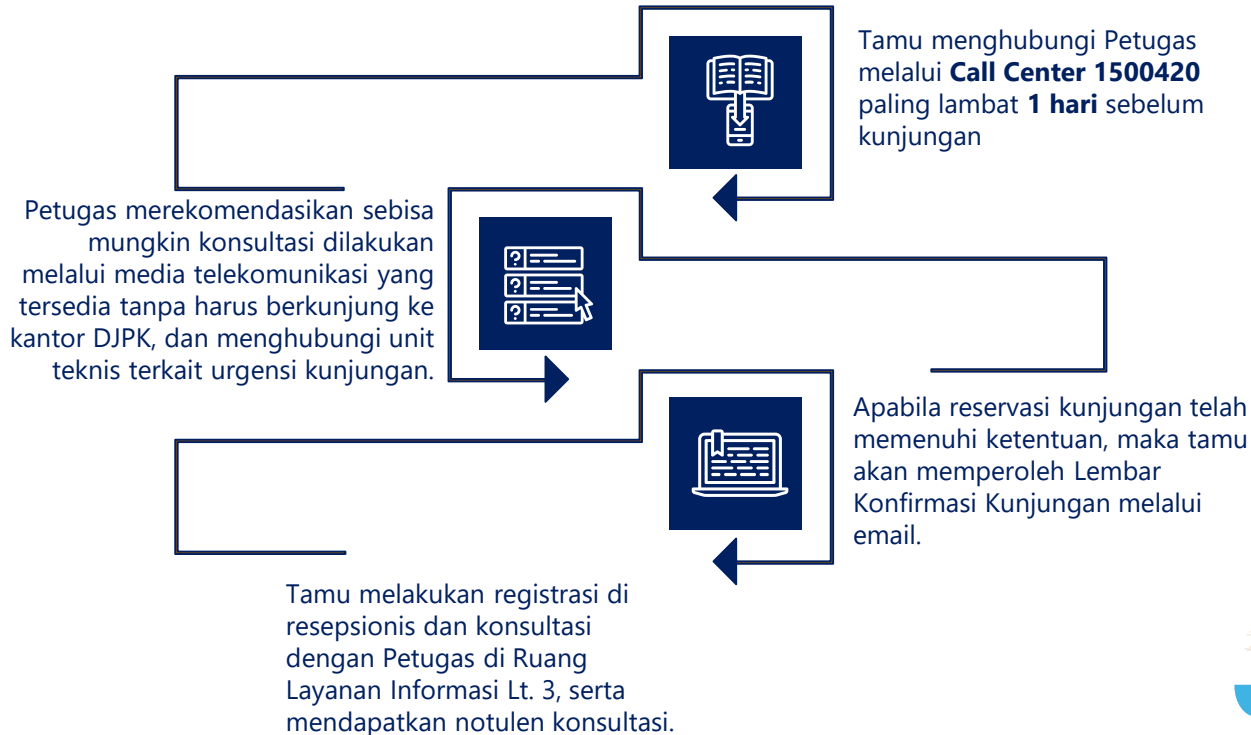 Tamu menghubungi Petugas
melalui Call Center 1500420
paling lambat 1 hari sebelum
kunjungan
Petugas merekomendasikan sebisa
mungkin konsultasi dilakukan
melalui media telekomunikasi yang
tersedia tanpa harus berkunjung ke
kantor DJPK, dan menghubungi unit
teknis terkait urgensi kunjungan.
Apabila reservasi kunjungan telah
memenuhi ketentuan, maka tamu
akan memperoleh Lembar
Konfirmasi Kunjungan melalui
email.
Tamu melakukan registrasi di
resepsionis dan konsultasi
dengan Petugas di Ruang
Layanan Informasi Lt. 3, serta
mendapatkan notulen konsultasi.